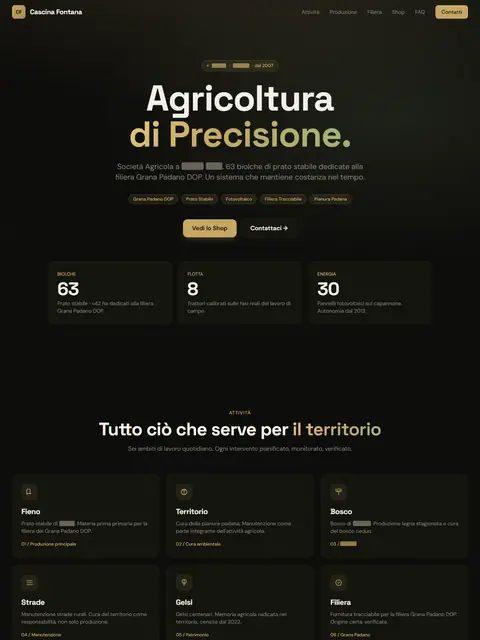 CF Cascina Fontana
Attività Produzione Filiera Shop FAQ Contatti
dal 2007
Agricoltura
di Precisione.
Società Agricola a 63 biolche di prato stabile dedicate alla
filiera Grana Padano DOP. Un sistema che mantiene costanza nel tempo.
Grana Padano DOP Prato Stabile Fotovoltaico Filiera Tracciabile Pianura Padana
Vedi lo Shop Contattaci →
BIOLCHE
63
Prato stabile · ≈42 ha dedicati alla filiera
Grana Padano DOP.
FLOTTA
8
Trattori calibrati sulle fasi reali del lavoro di
campo.
ENERGIA
30
Pannelli fotovoltaici sul capannone.
Autonomia dal 2013.
ATTIVITÀ
Tutto ciò che serve per il territorio
Sei ambiti di lavoro quotidiano. Ogni intervento pianificato, monitorato, verificato.
Fieno
Prato stabile di Materia prima primaria per la
filiera del Grana Padano DOP.
01 / Produzione principale
Territorio
Cura della pianura padana. Manutenzione come
parte integrante dell'attività agricola.
02 / Cura ambientale
Bosco
Bosco di Produzione legna stagionata e cura
del bosco ceduo.
03 /
Strade
Manutenzione strade rurali. Cura del territorio come
responsabilità, non solo produzione.
04 / Manutenzione
Gelsi
Gelsi centenari. Memoria agricola radicata nel
territorio, censita dal 2022.
05 / Patrimonio
Filiera
Fornitura tracciabile per la filiera Grana Padano DOP.
Origine certa, verificata.
06 / Grana Padano